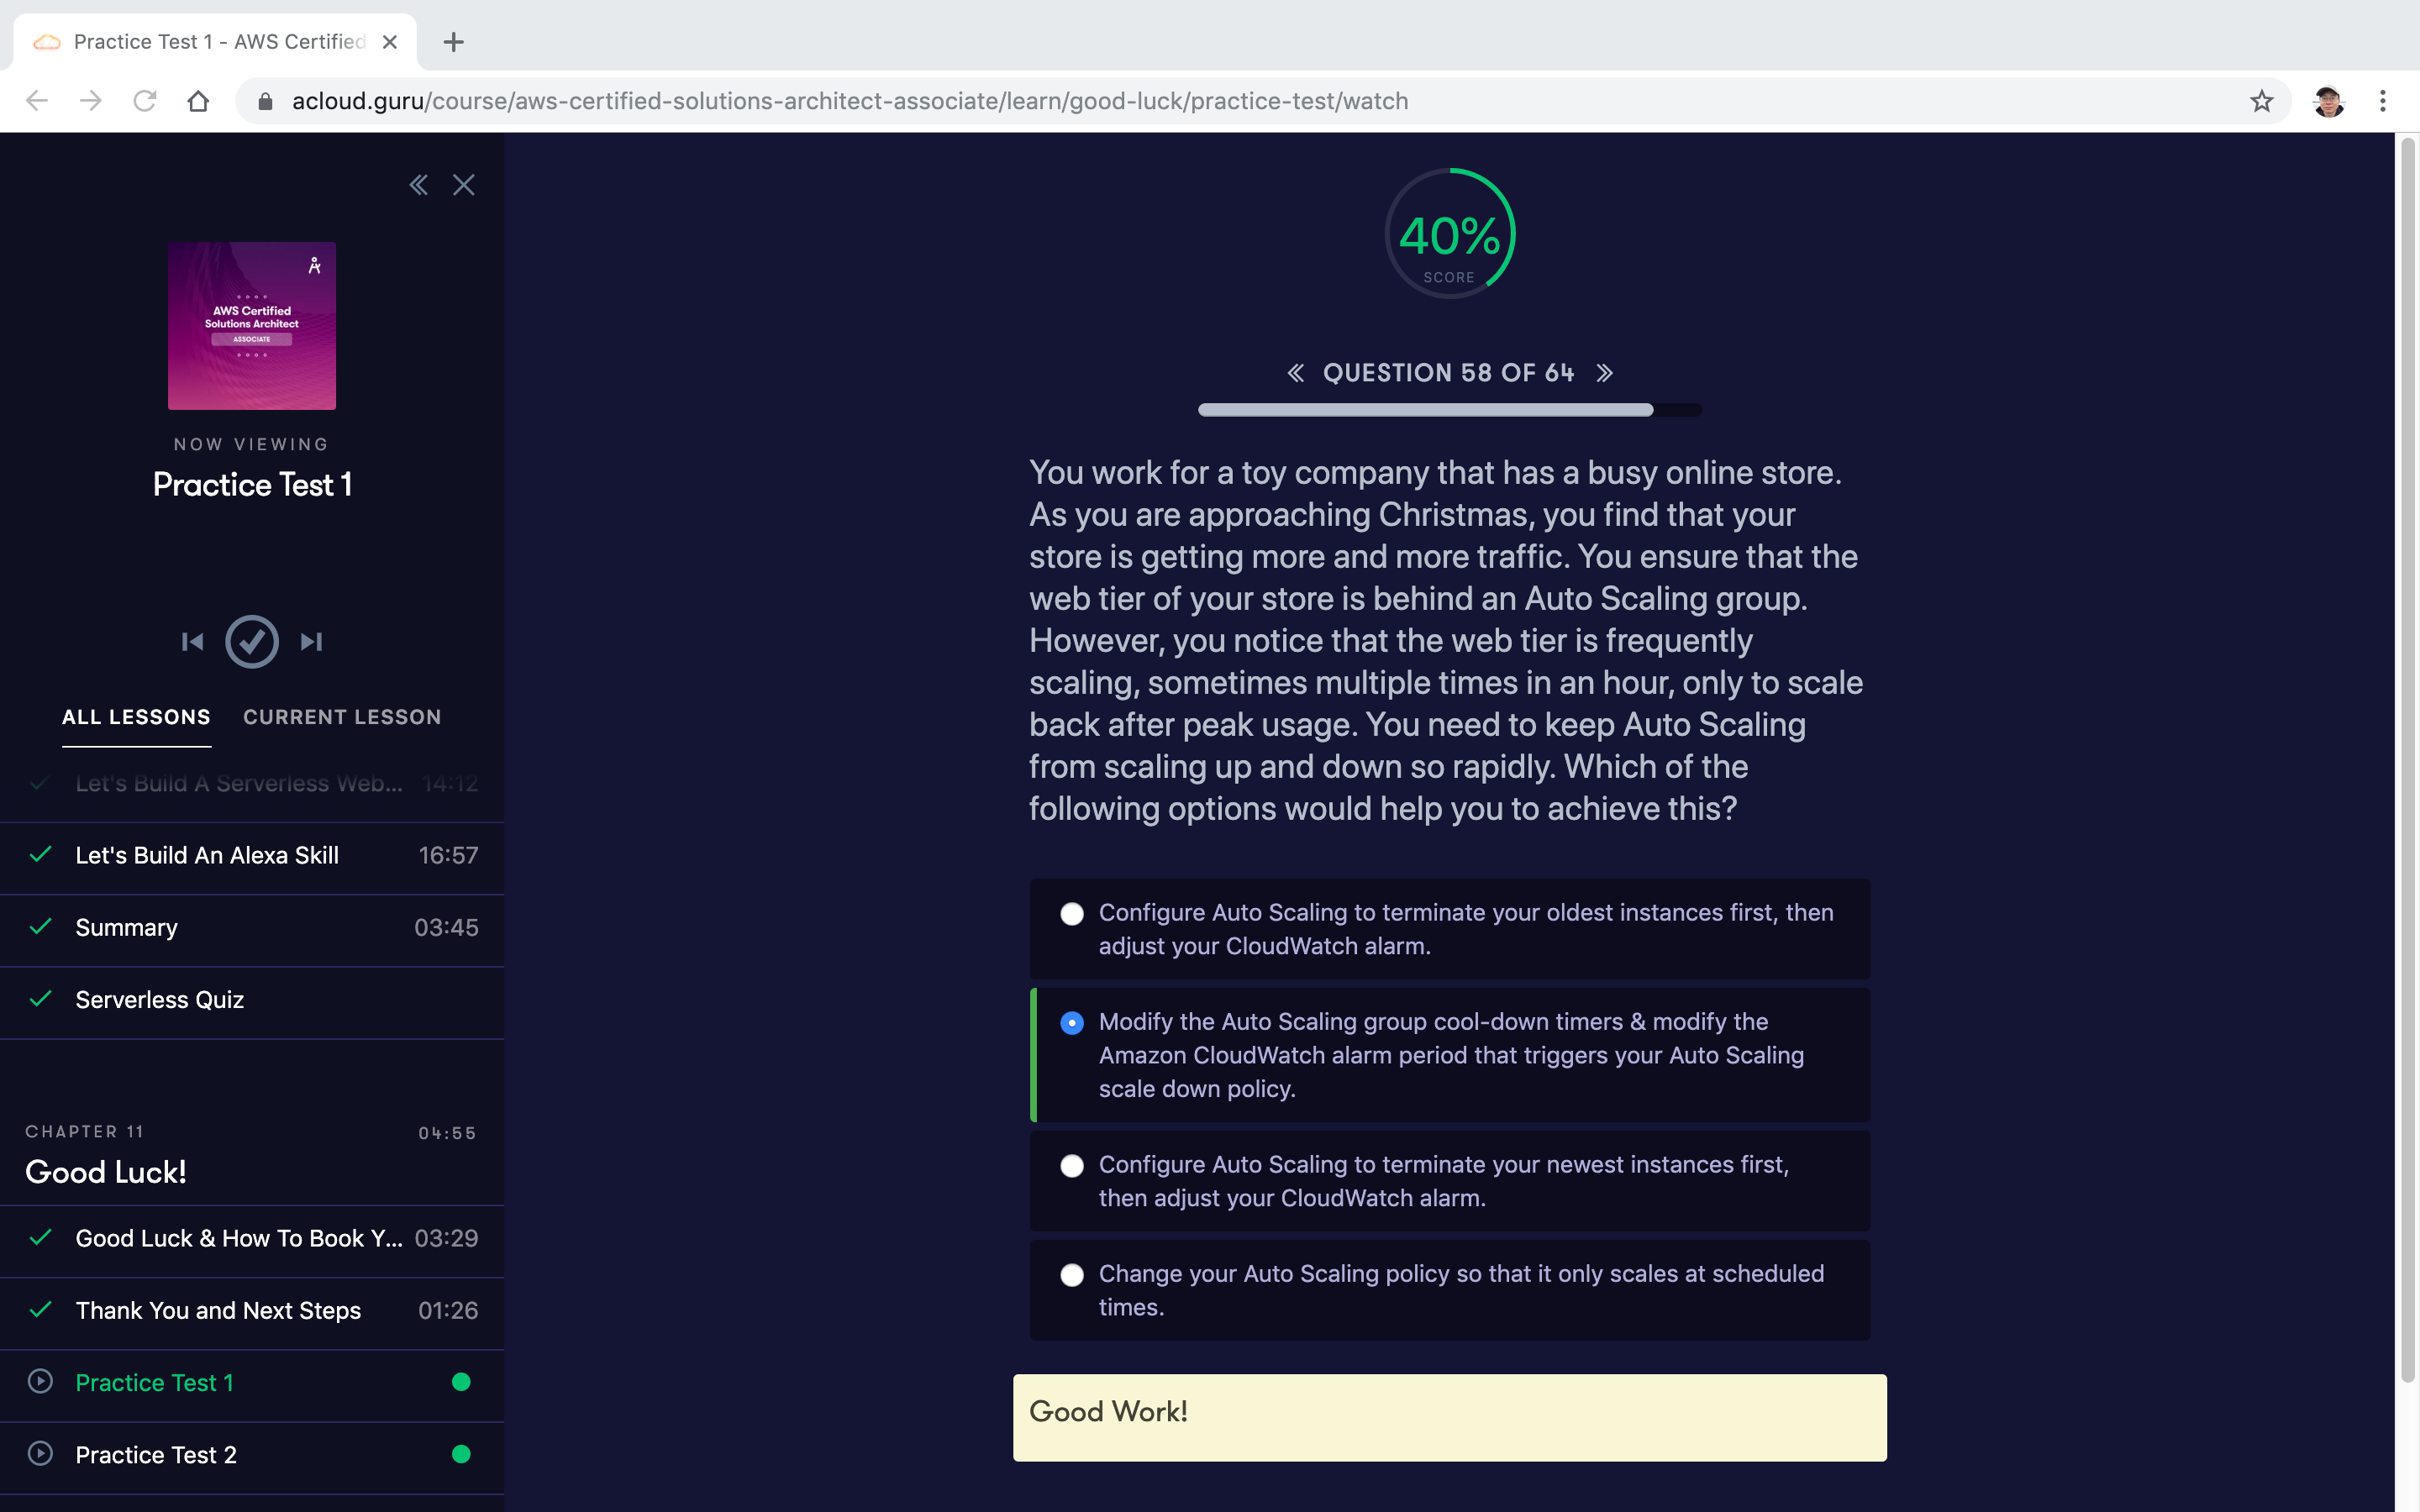 Practice Test 1 - AWS Certified
acloud.guru/course/aws-certified-solutions-architect-associate/learn/good-luck/practice-test/watch
AWS Certified
Solutions Architect
ASSOCIATE
NOW VIEWING
Practice Test 1
ALL LESSONS
CURRENT LESSON
Let's Build A Serverless Web... 14:12
Let's Build An Alexa Skill 16:57
Summary 03:45
Serverless Quiz
CHAPTER 11 04:55
Good Luck!
Good Luck & How To Book Y... 03:29
Thank You and Next Steps 01:26
Practice Test 1
Practice Test 2
40%
SCORE
QUESTION 58 OF 64
You work for a toy company that has a busy online store.
As you are approaching Christmas, you find that your
store is getting more and more traffic. You ensure that the
web tier of your store is behind an Auto Scaling group.
However, you notice that the web tier is frequently
scaling, sometimes multiple times in an hour, only to scale
back after peak usage. You need to keep Auto Scaling
from scaling up and down so rapidly. Which of the
following options would help you to achieve this?
Configure Auto Scaling to terminate your oldest instances first, then
adjust your CloudWatch alarm.
Modify the Auto Scaling group cool-down timers & modify the
Amazon CloudWatch alarm period that triggers your Auto Scaling
scale down policy.
Configure Auto Scaling to terminate your newest instances first,
then adjust your CloudWatch alarm.
Change your Auto Scaling policy so that it only scales at scheduled
times.
Good Work!